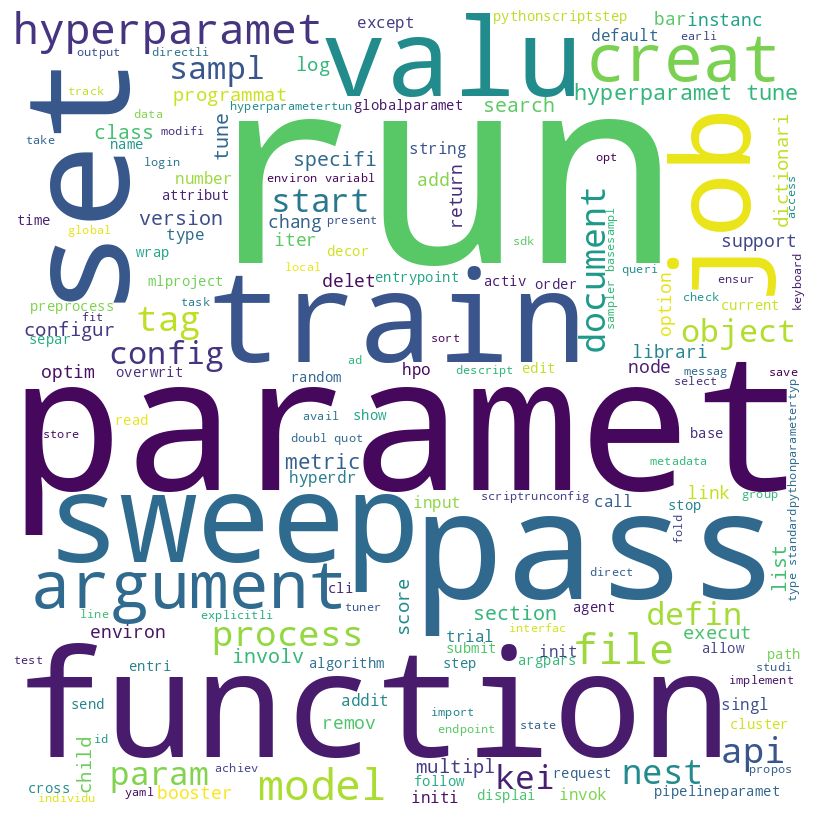 hyperparamet
output
directli
except
pythonscriptstep
bar
instanc
default
earli
valu
creat
set
sampl
log
track
programmat
hyperparametertun
globalparamet
search
hyperparamet tune
data
class
modifi
tune
take
name
login
run
job
environ variabl
specifi
string
opt
dictionari
access
number
attribut
start
add
return
document
sampler basesampl
version
type
chang
present
time
global
iter
decor
sdk
support
wrap
local
queri
option
ensur
keyboard
mlproject
delet
entrypoint
activ
order
check
current
preprocess
task
fit
train
tag
configur
separ
config
sort
object
librari
ad
optim
overwrit
random
hpo
descript
edit
node
messag
select
save
paramet
read
avail
show
store
doubl quot
base
metric
hyperdr
metadata
sweep
pass
input
scriptrunconfig
call
stop
link
group
fold
list
type standardpythonparametertyp
argument
cli
direct
line
explicitli
tuner
score
agent
section
defin
environ
process
interfac
trial
submit
file
execut
involv
algorithm
step
argpars
init
allow
path
test
entri
studi
implement
function
send
addit
import
singl
id
remov
endpoint
state
cluster
api
child
param
model
multipl
kei
request
nest
propos
cross
achiev
follow
invok
individu
yaml
booster
initi
displai
pipelineparamet